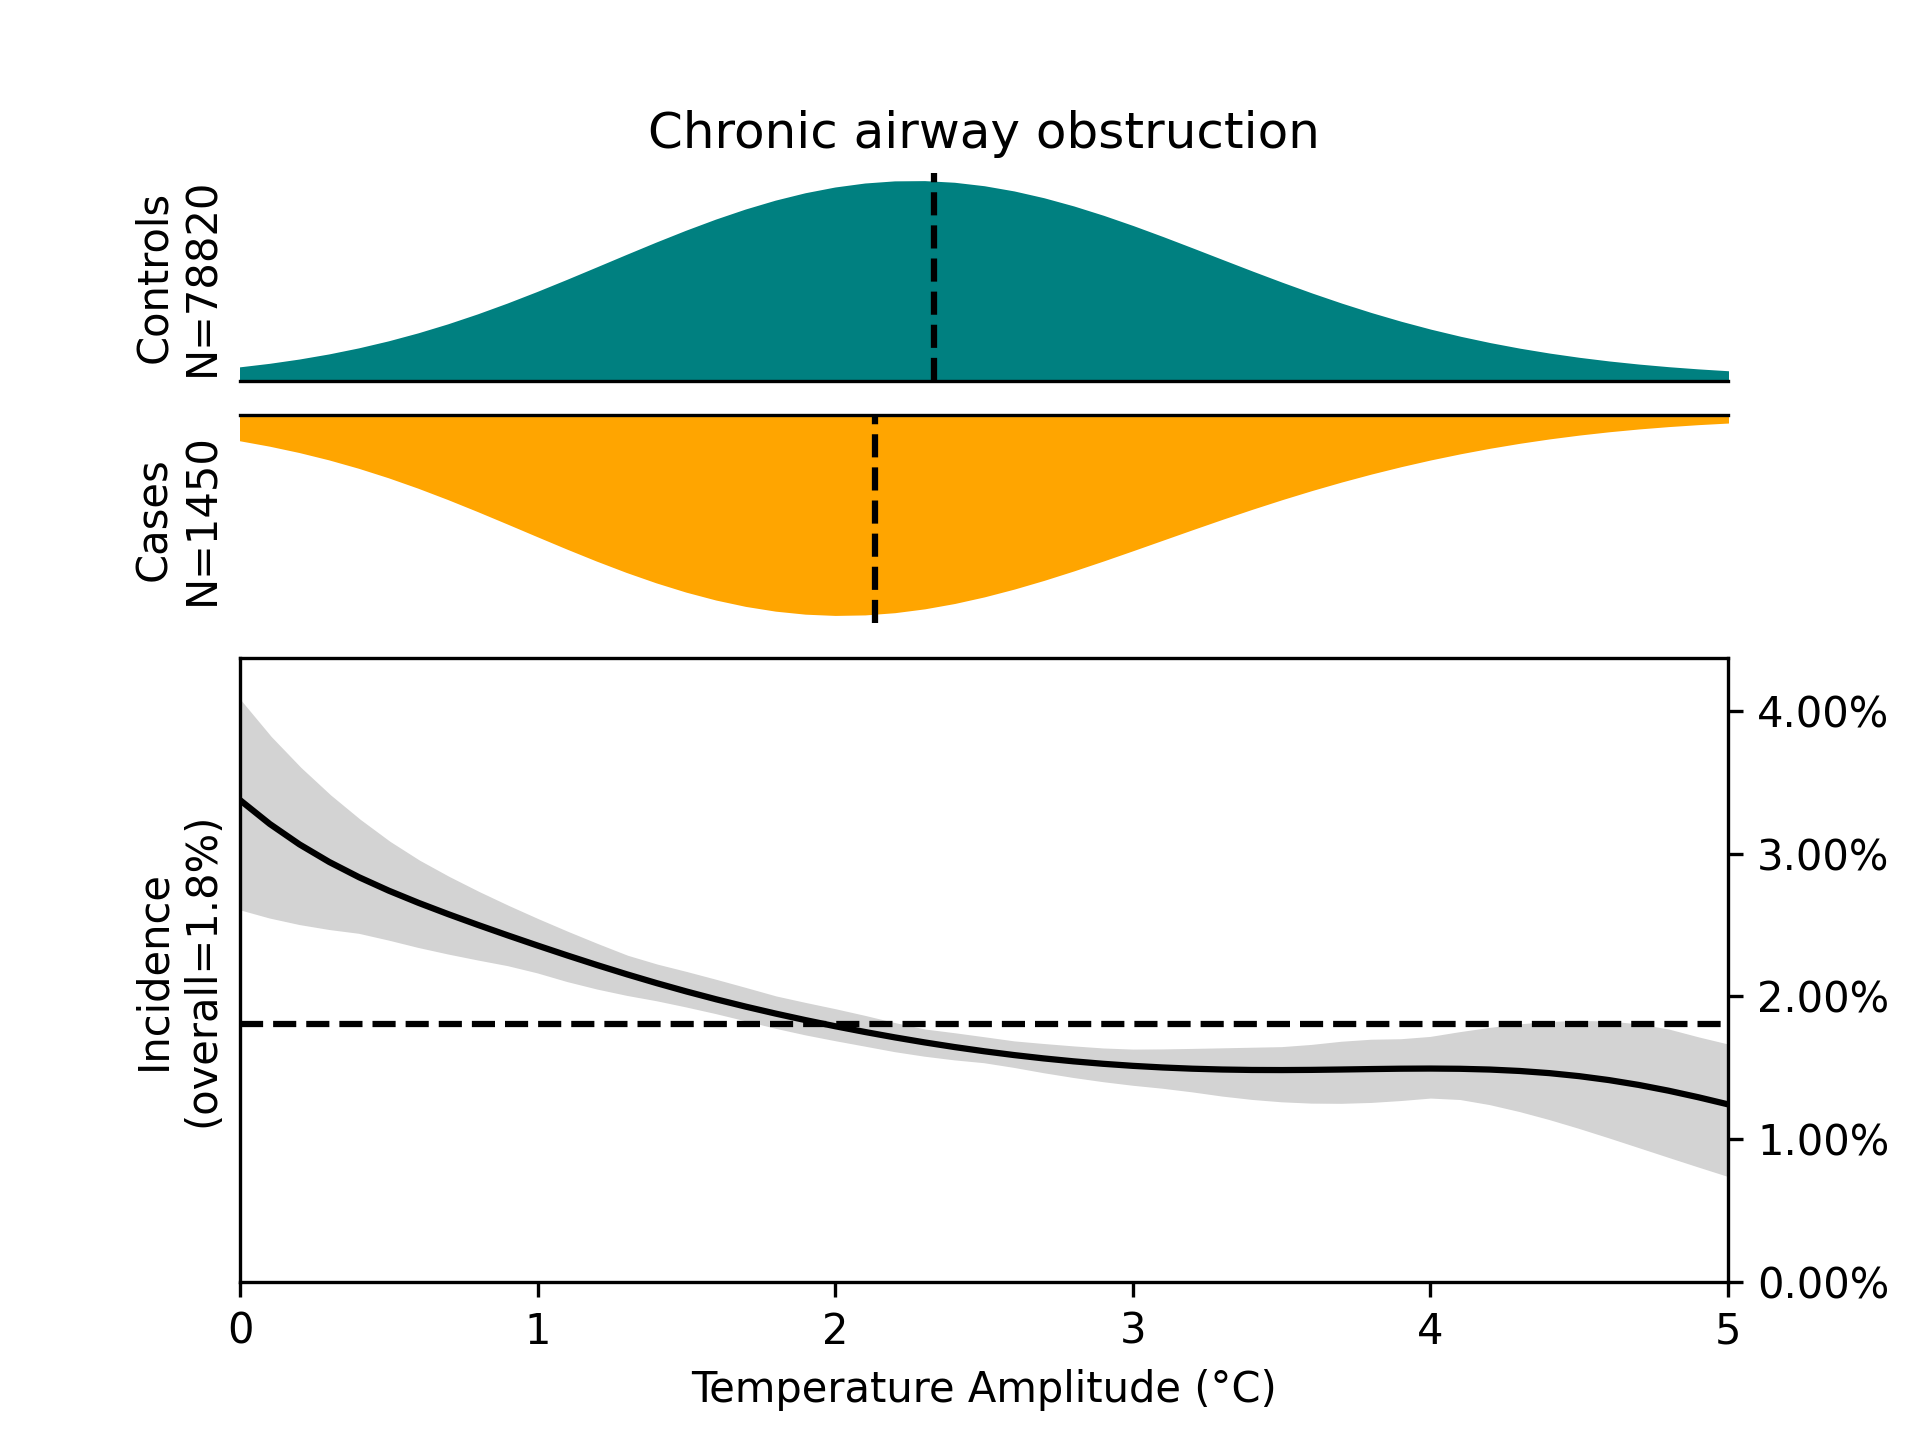 Chronic airway obstruction
Controls
N=78820
Cases
N=1450
Incidence
(overall=1.8%)
4.00%
3.00%
2.00%
1.00%
0.00%
0 1 2 3 4 5
Temperature Amplitude (°C)